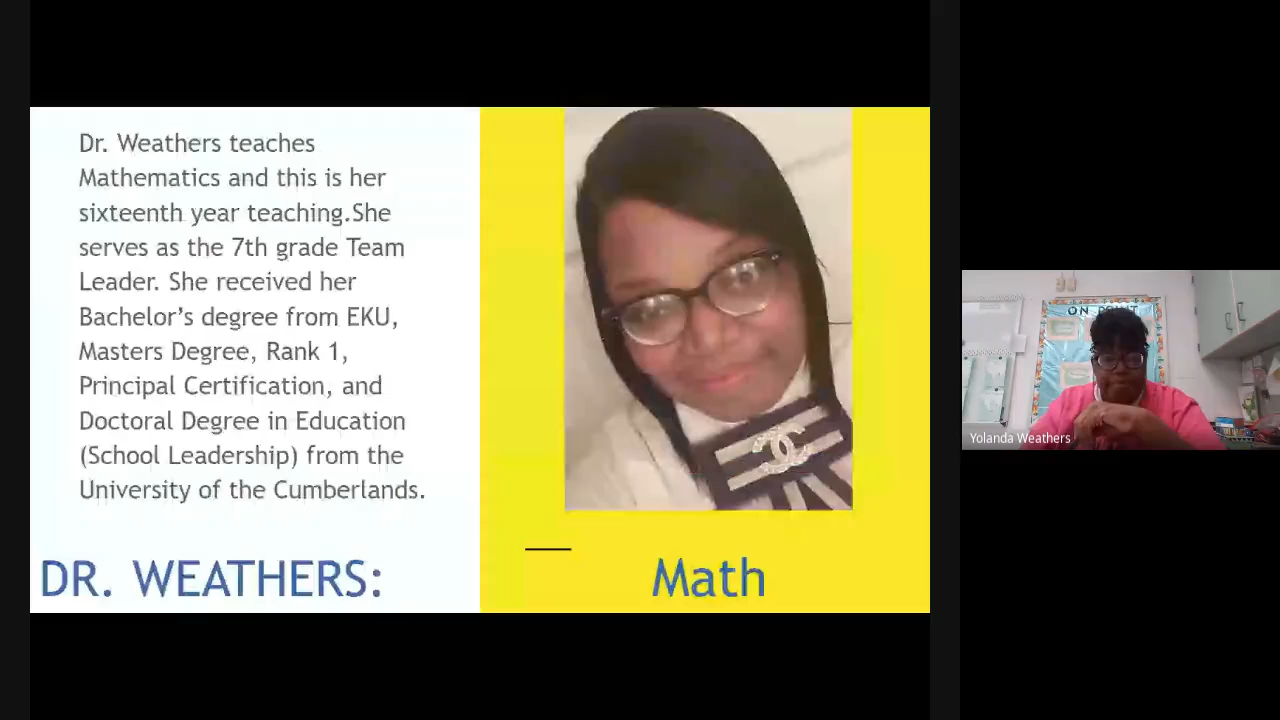 Dr. Weathers teaches
Mathematics and this is her
sixteenth year teaching.She
serves as the 7th grade Team
Leader. She received her
Bachelor’s degree from EKU,
Masters Degree, Rank 1,
Principal Certification, and
Doctoral Degree in Education
(School Leadership) from the
University of the Cumberlands.
DR. WEATHERS:
Math
ON POINT
Yolanda Weathers